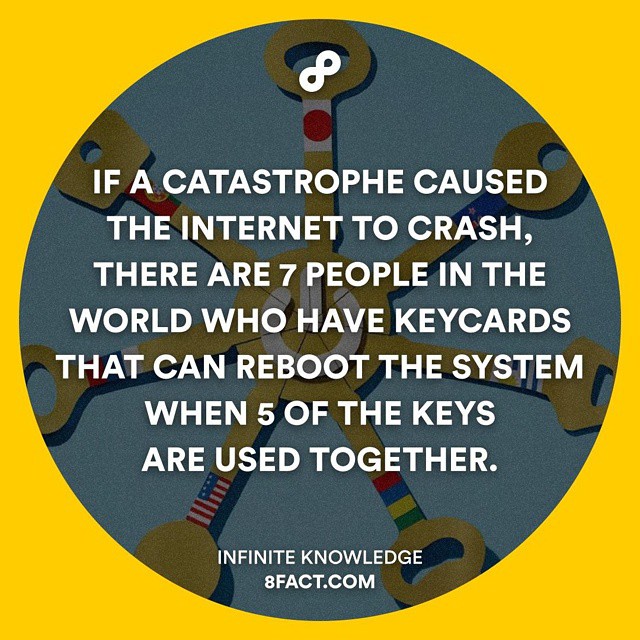 IF A CATASTROPHE CAUSED
THE INTERNET TO CRASH,
THERE ARE 7 PEOPLE IN THE
WORLD WHO HAVE KEYCARDS
THAT CAN REBOOT THE SYSTEM
WHEN 5 OF THE KEYS
ARE USED TOGETHER.
INFINITE KNOWLEDGE
8FACT.COM